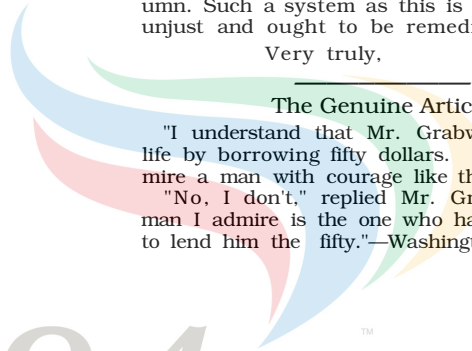 umn. Such a system as this is
unjust and ought to be remed
Very truly,
The Genuine Artic
"I understand that Mr. Grabw
life by borrowing fifty dollars.
mire a man with courage like th
"No, I don't," replied Mr. Gr
man I admire is the one who ha
to lend him the fifty."—Washing
TM